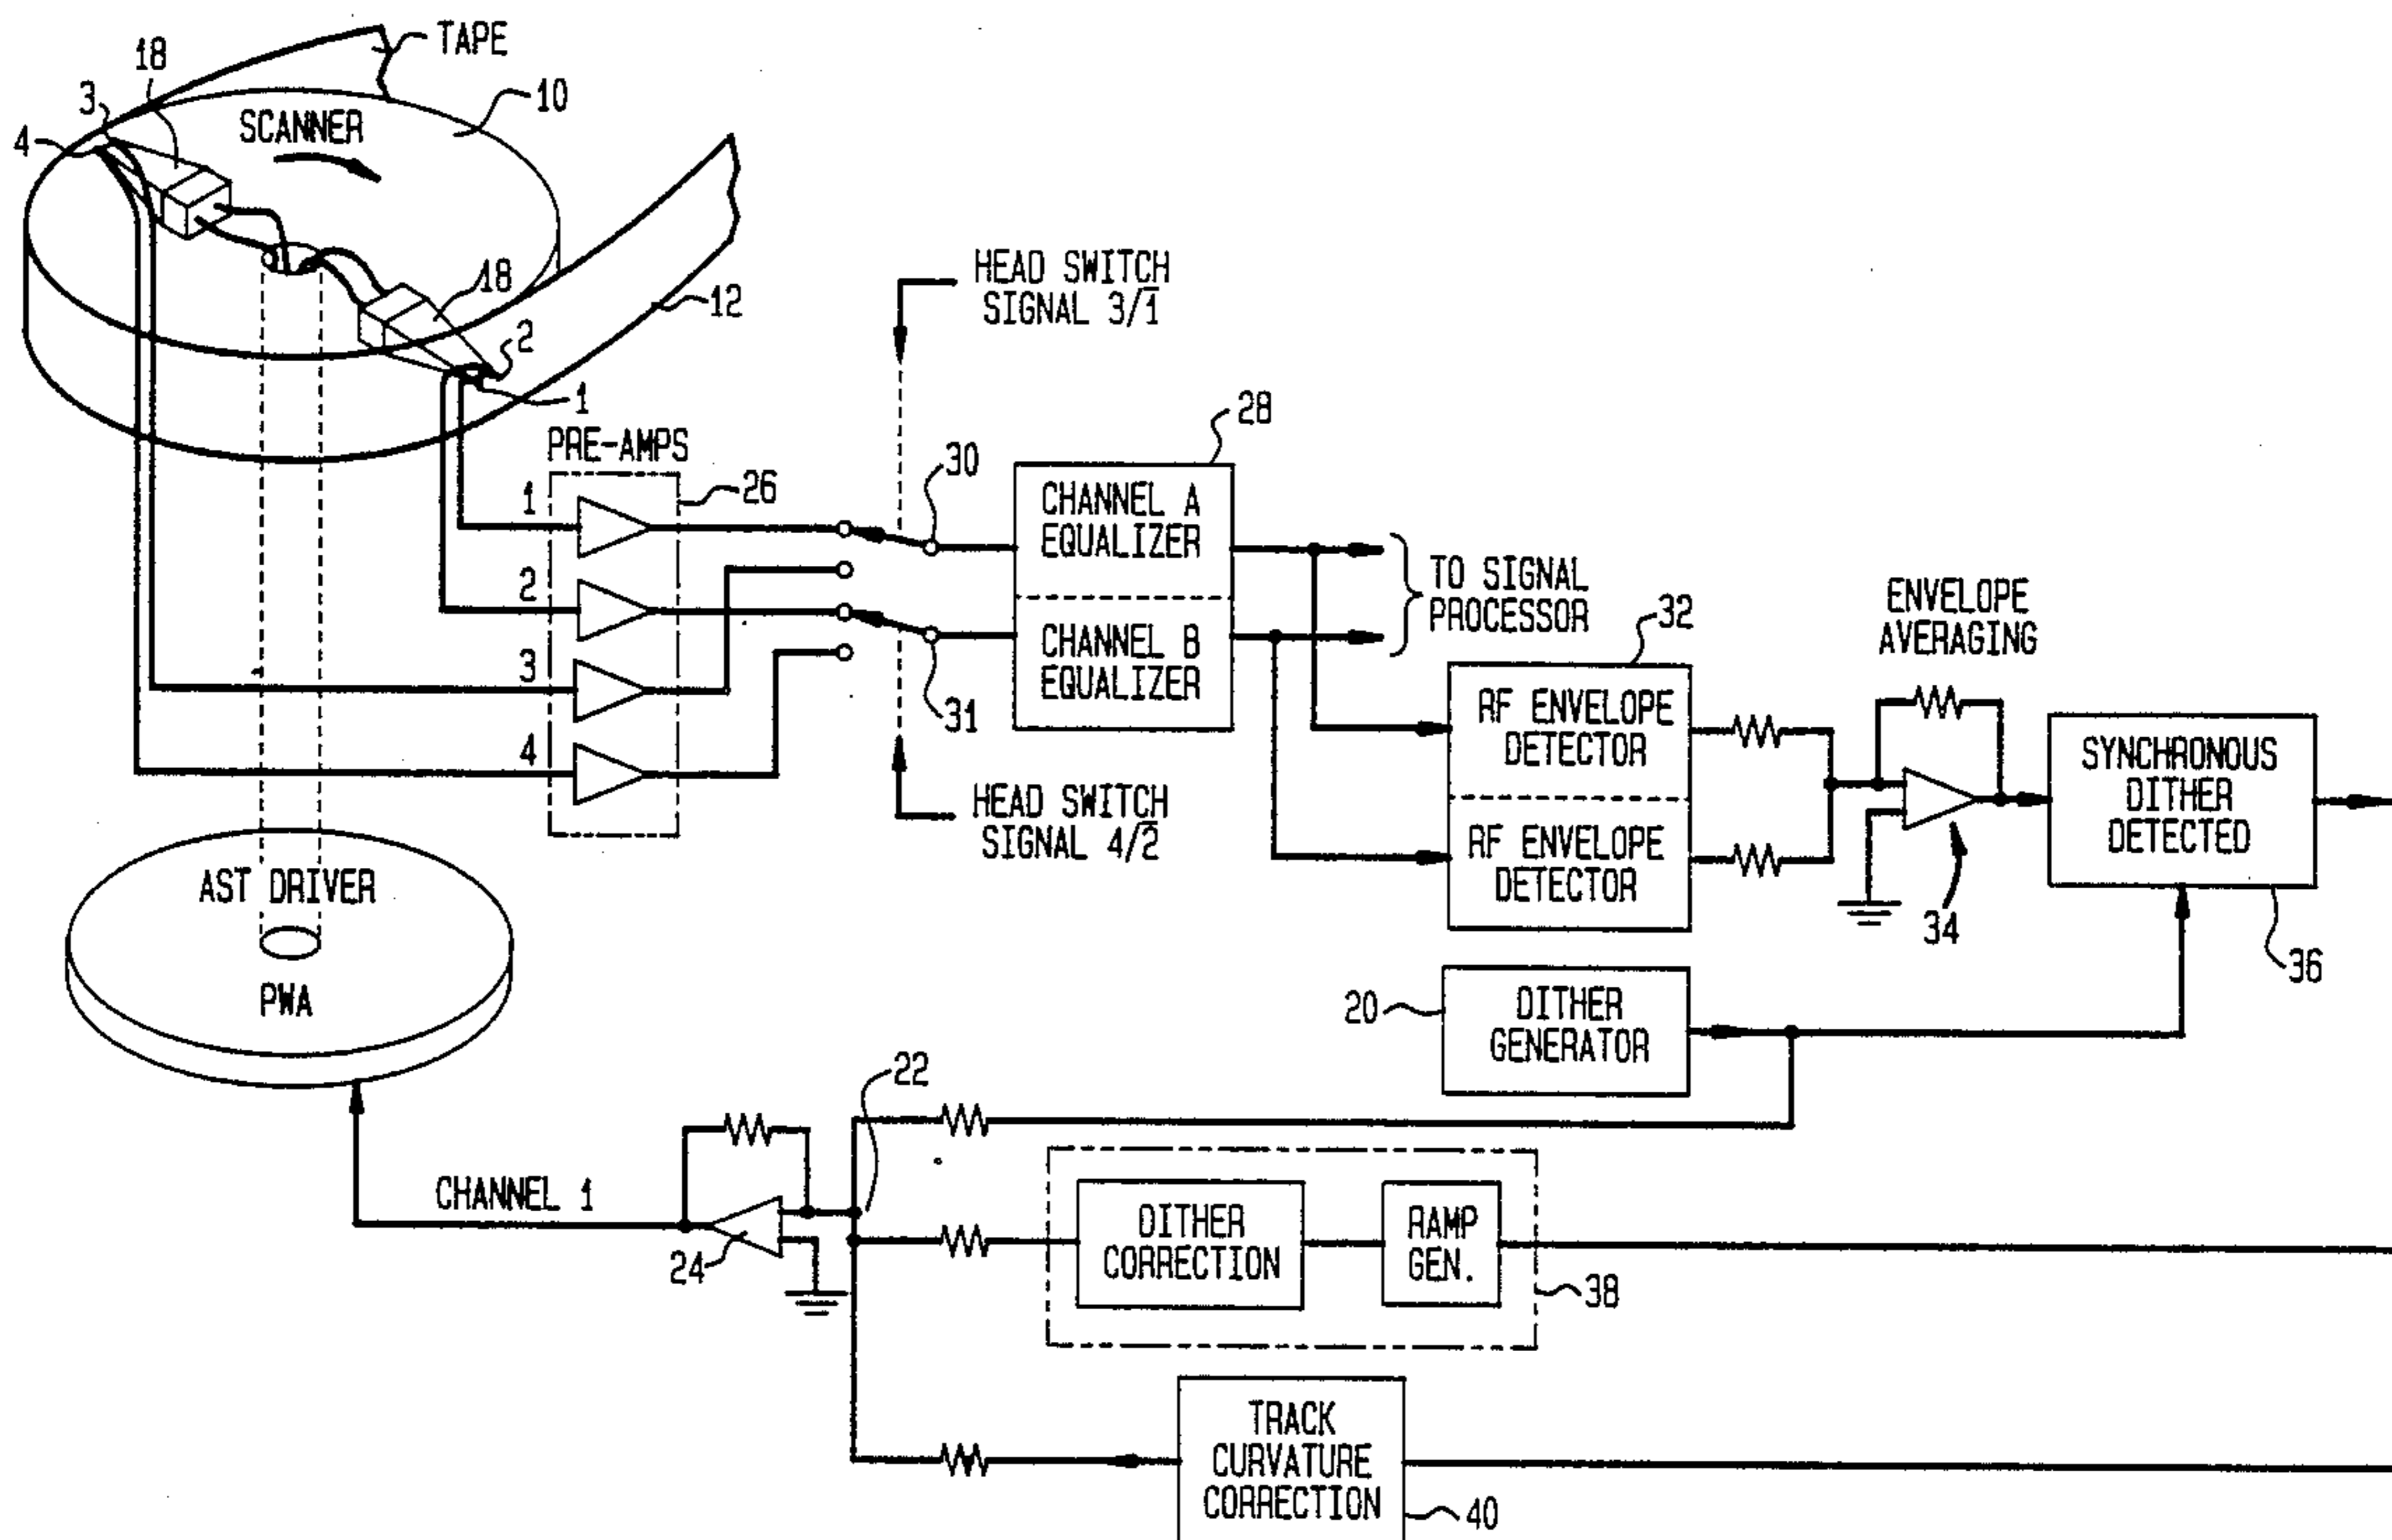 TAPE
18
3
4
SCANNER
10
18
12
2
1
HEAD SWITCH
SIGNAL 3/1̅
PRE-AMPS
26
1
2
3
4
30
31
28
CHANNEL A
EQUALIZER
CHANNEL B
EQUALIZER
TO SIGNAL
PROCESSOR
HEAD SWITCH
SIGNAL 4/2̅
32
RF ENVELOPE
DETECTOR
RF ENVELOPE
DETECTOR
ENVELOPE
AVERAGING
34
SYNCHRONOUS
DITHER
DETECTED
36
AST DRIVER
PWA
20
DITHER
GENERATOR
22
CHANNEL 1
24
DITHER
CORRECTION
RAMP
GEN.
38
TRACK
CURVATURE
CORRECTION
40